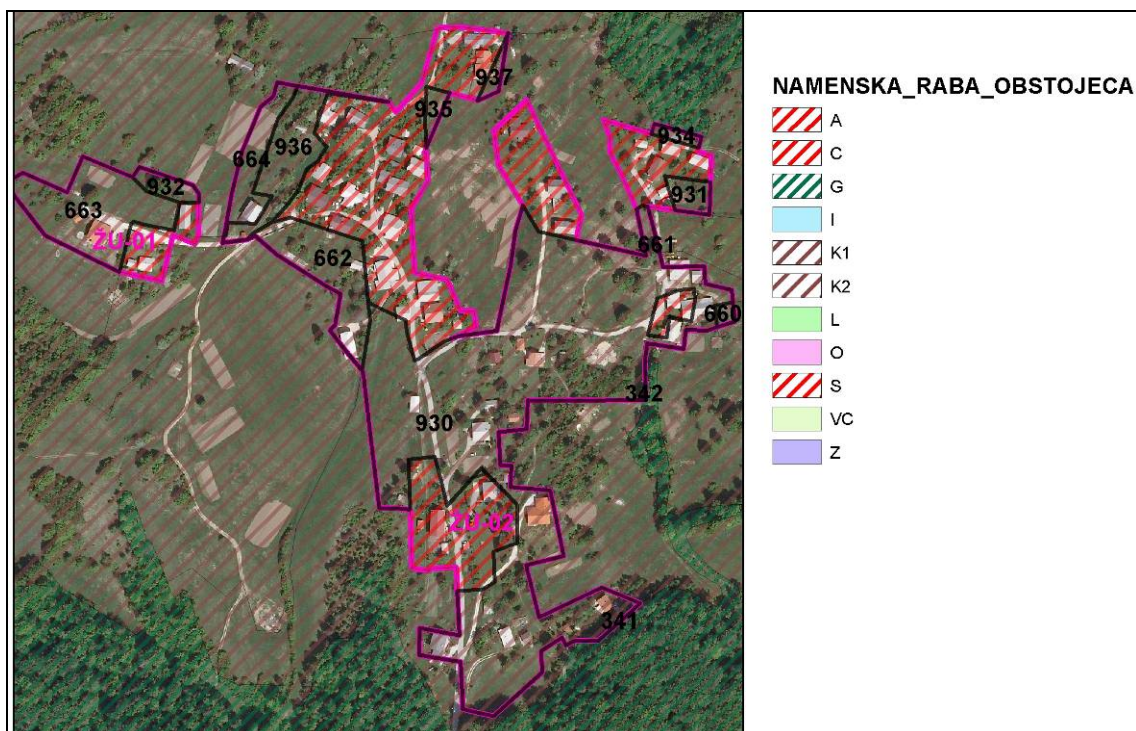 NAMENSKA_RABA_OBSTOJECA
A
C
G
I
K1
K2
L
O
S
VC
Z
937
935
934
936
664
932
931
663
ŽU-01
662
661
660
342
930
ŽU-02
341